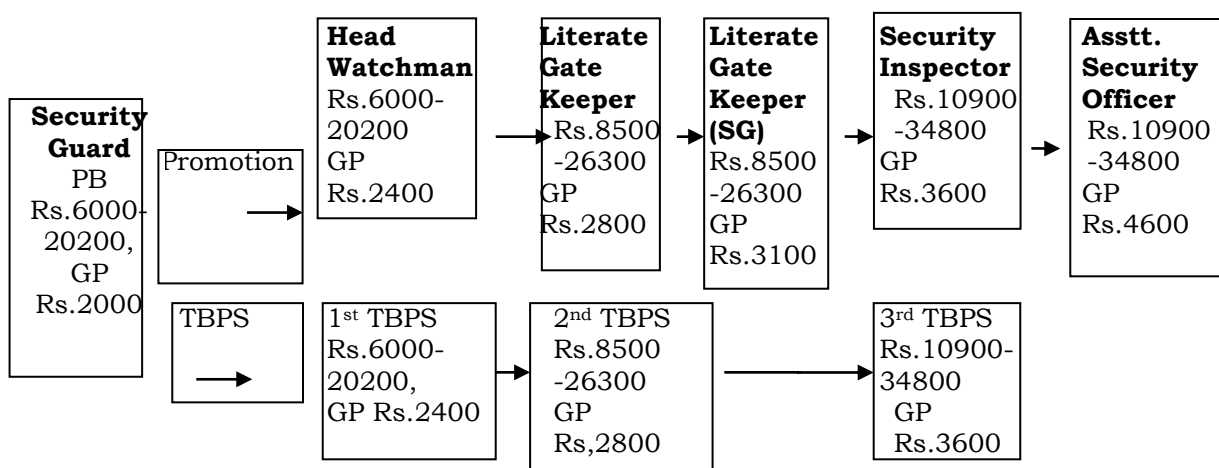 Security
Guard
PB
Rs.6000-
20200,
GP
Rs.2000
Promotion
Head
Watchman
Rs.6000-
20200
GP
Rs.2400
Literate
Gate
Keeper
Rs.8500
-26300
GP
Rs.2800
Literate
Gate
Keeper
(SG)
Rs.8500
-26300
GP
Rs.3100
Security
Inspector
Rs.10900
-34800
GP
Rs.3600
Asstt.
Security
Officer
Rs.10900
-34800
GP
Rs.4600
TBPS
1st TBPS
Rs.6000-
20200,
GP Rs.2400
2nd TBPS
Rs.8500
-26300
GP
Rs,2800
3rd TBPS
Rs.10900-
34800
GP
Rs.3600